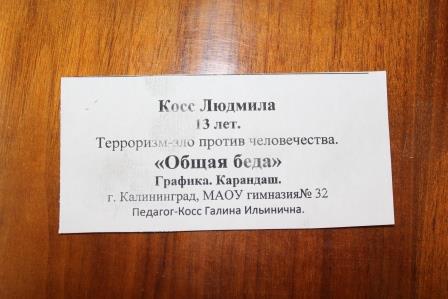 Косс Людмила
13 лет.
Терроризм-зло против человечества.
«Общая беда»
Графика. Карандаш.
г. Калининград, МАОУ гимназия№ 32
Педагог-Косс Галина Ильинична.